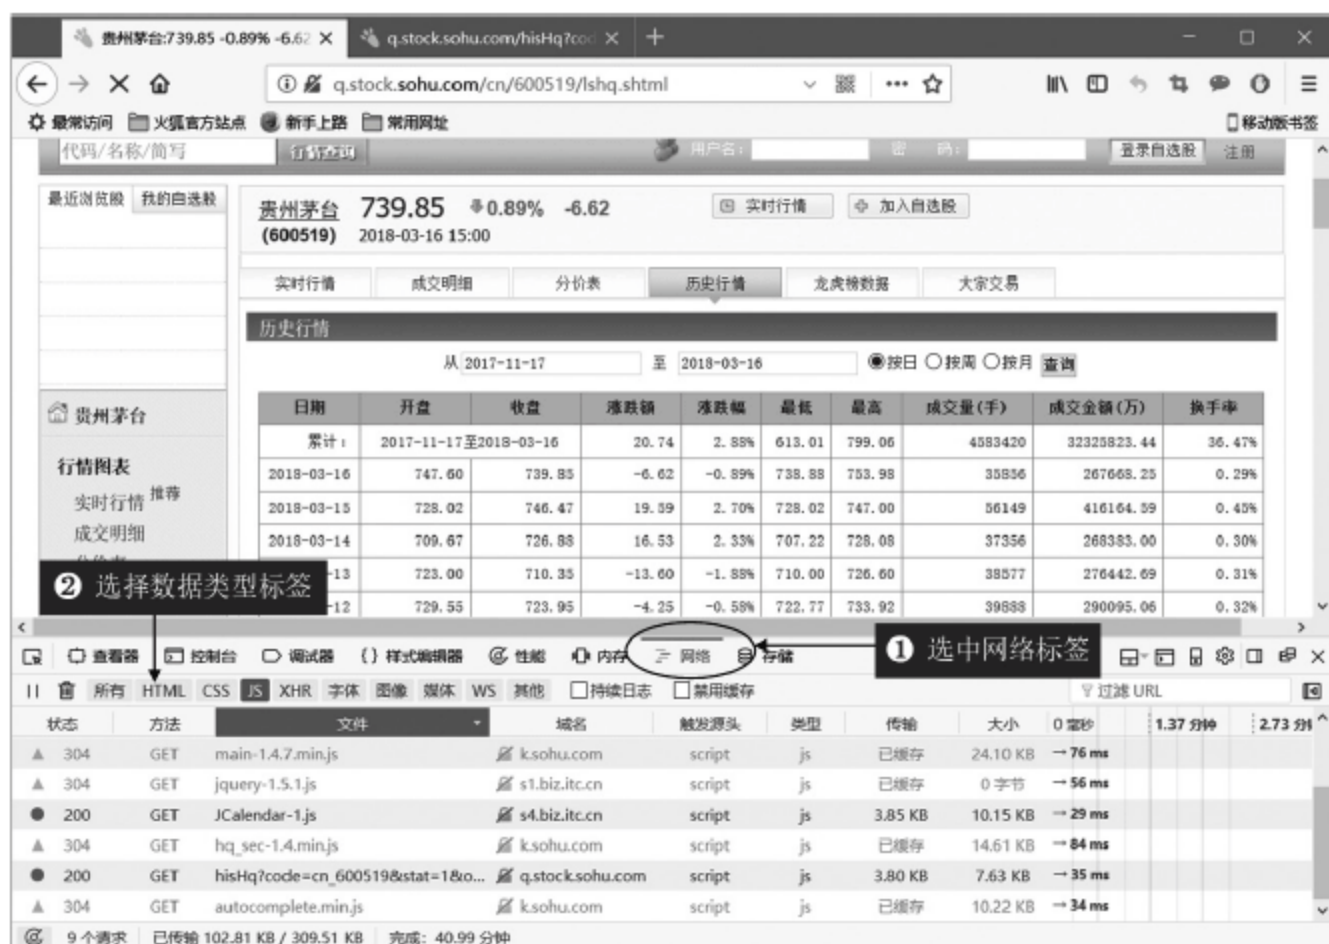 贵州茅台:739.85 -0.89% -6.62 × q.stock.sohu.com/hisHq?cod × +
q.stock.sohu.com/cn/600519/lshq.shtml
最常访问 火狐官方站点 新手上路 常用网址 移动版书签
代码/名称/简写 行情查询 用户名: 密 码: 登录自选股 注册
最近浏览股 我的自选股
贵州茅台 739.85 0.89% -6.62 实时行情 加入自选股
(600519) 2018-03-16 15:00
实时行情 成交明细 分价表 历史行情 龙虎榜数据 大宗交易
历史行情
从 2017-11-17 至 2018-03-16 按日 按周 按月 查询
日期 开盘 收盘 涨跌额 涨跌幅 最低 最高 成交量(手) 成交金额(万) 换手率
累计: 2017-11-17至2018-03-16 20.74 2.88% 613.01 799.06 4583420 32325823.44 36.47%
2018-03-16 747.60 739.85 -6.62 -0.89% 738.88 753.98 35856 267668.25 0.29%
2018-03-15 728.02 746.47 19.59 2.70% 728.02 747.00 56149 416164.59 0.45%
2018-03-14 709.67 726.88 16.53 2.33% 707.22 728.08 37356 268383.00 0.30%
-13 723.00 710.35 -13.60 -1.88% 710.00 726.60 38577 276442.69 0.31%
-12 729.55 723.95 -4.25 -0.58% 722.77 733.92 39888 290095.06 0.32%
贵州茅台
行情图表
实时行情 推荐
成交明细
❷ 选择数据类型标签
❶ 选中网络标签
查看器 控制台 调试器 {} 样式编辑器 性能 内存 网络 存储
所有 HTML CSS JS XHR 字体 图像 媒体 WS 其他 持续日志 禁用缓存 过滤 URL
状态 方法 文件 域名 触发源头 类型 传输 大小 0 毫秒 1.37 分钟 2.73 分钟
304 GET main-1.4.7.min.js k.sohu.com script js 已缓存 24.10 KB → 76 ms
304 GET jquery-1.5.1.js s1.biz.itc.cn script js 已缓存 0 字节 → 56 ms
200 GET JCalendar-1.js s4.biz.itc.cn script js 3.85 KB 10.15 KB → 29 ms
304 GET hq_sec-1.4.min.js k.sohu.com script js 已缓存 14.61 KB → 84 ms
200 GET hisHq?code=cn_600519&stat=1&o... q.stock.sohu.com script js 3.80 KB 7.63 KB → 35 ms
304 GET autocomplete.min.js k.sohu.com script js 已缓存 10.22 KB → 34 ms
9 个请求 已传输 102.81 KB / 309.51 KB 完成: 40.99 分钟